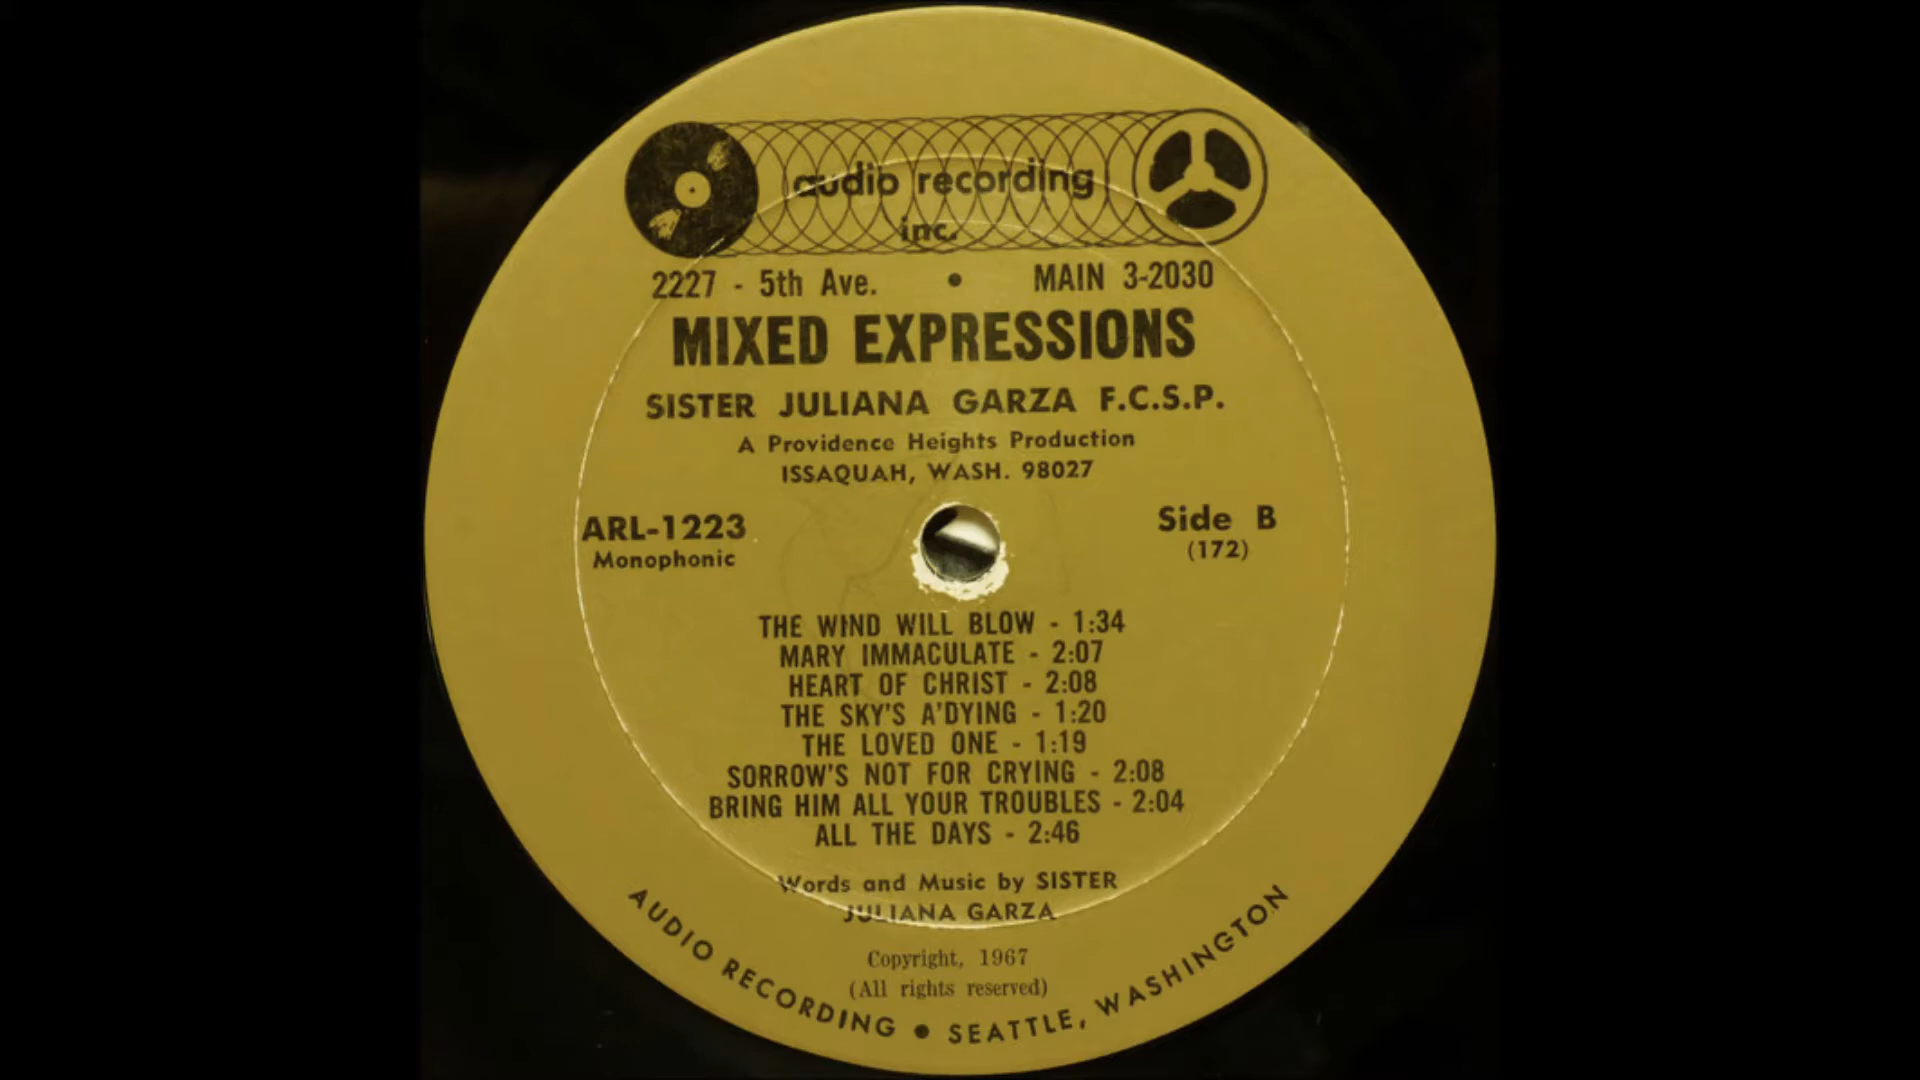 audio recording
inc.
2227 - 5th Ave. • MAIN 3-2030
MIXED EXPRESSIONS
SISTER JULIANA GARZA F.C.S.P.
A Providence Heights Production
ISSAQUAH, WASH. 98027
ARL-1223 Side B
Monophonic (172)
THE WIND WILL BLOW - 1:34
MARY IMMACULATE - 2:07
HEART OF CHRIST - 2:08
THE SKY'S A'DYING - 1:20
THE LOVED ONE - 1:19
SORROW'S NOT FOR CRYING - 2:08
BRING HIM ALL YOUR TROUBLES - 2:04
ALL THE DAYS - 2:46
Words and Music by SISTER
JULIANA GARZA
Copyright, 1967
(All rights reserved)
AUDIO RECORDING • SEATTLE, WASHINGTON